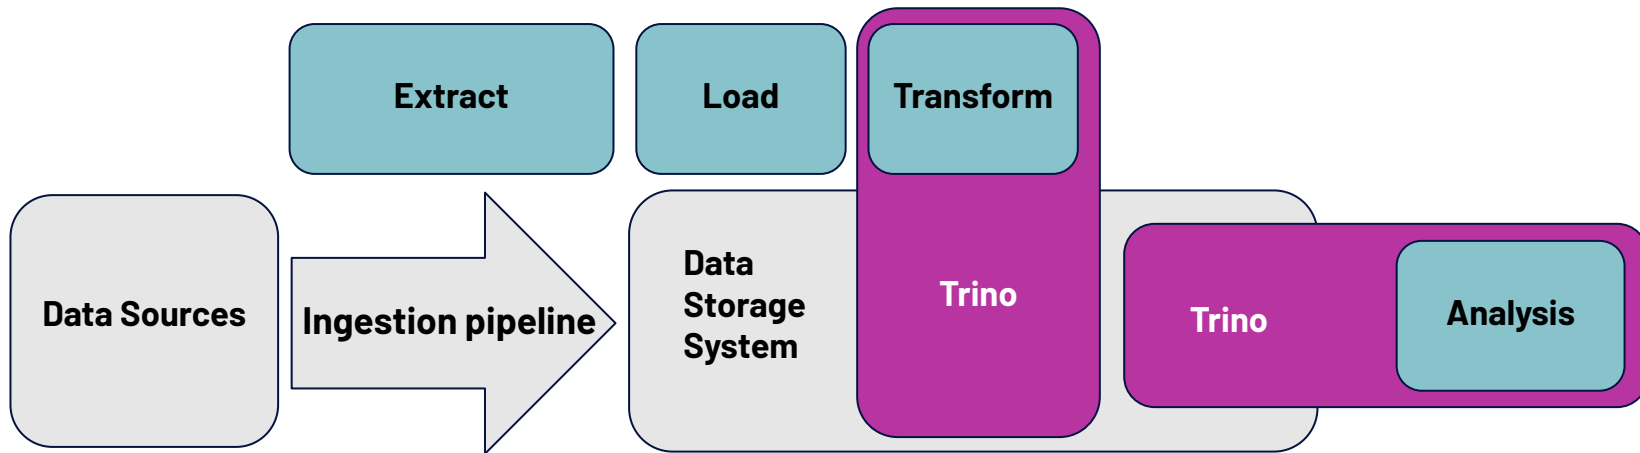 Extract
Load
Transform
Data Sources
Ingestion pipeline
Data
Storage
System
Trino
Trino
Analysis